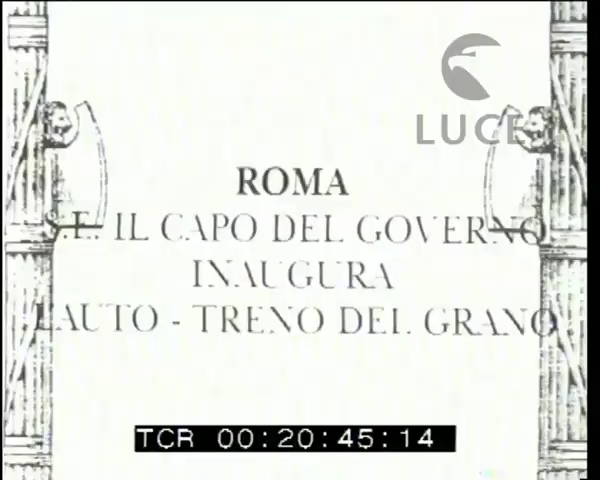 LUCE
ROMA
S.E. IL CAPO DEL GOVERNO
INAUGURA
L'AUTO - TRENO DEL GRANO
TCR 00:20:45:14